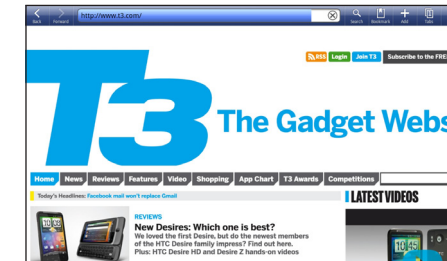 http://www.t3.com/
Back Forward Search Bookmark Add Tabs
RSS Login Join T3 Subscribe to the FREE
T3 The Gadget Webs
Home News Reviews Features Video Shopping App Chart T3 Awards Competitions
Today's Headlines: Facebook mail won't replace Gmail
LATEST VIDEOS
REVIEWS
New Desires: Which one is best?
We loved the first Desire, but do the newest members
of the HTC Desire family impress? Find out here.
Plus: HTC Desire HD and Desire Z hands-on videos
10:45